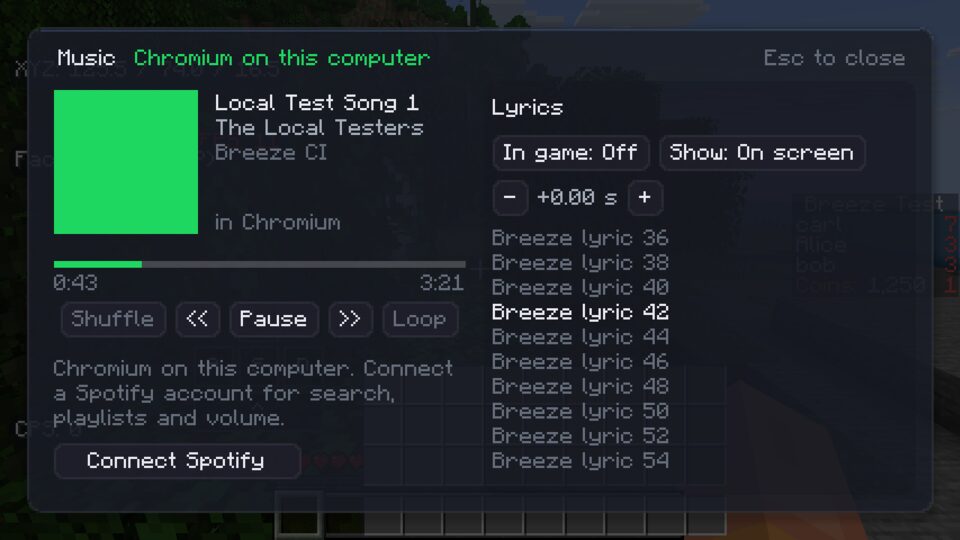 Music Chromium on this computer
Esc to close
Local Test Song 1
The Local Testers
Breeze CI
in Chromium
0:43
3:21
Shuffle << Pause >> Loop
Chromium on this computer. Connect
a Spotify account for search,
playlists and volume.
Connect Spotify
Lyrics
In game: Off
Show: On screen
- +0.00 s +
Breeze lyric 36
Breeze lyric 38
Breeze lyric 40
Breeze lyric 42
Breeze lyric 44
Breeze lyric 46
Breeze lyric 48
Breeze lyric 50
Breeze lyric 52
Breeze lyric 54
Breeze Test
carl
Alice
bob
Coins: 1,250